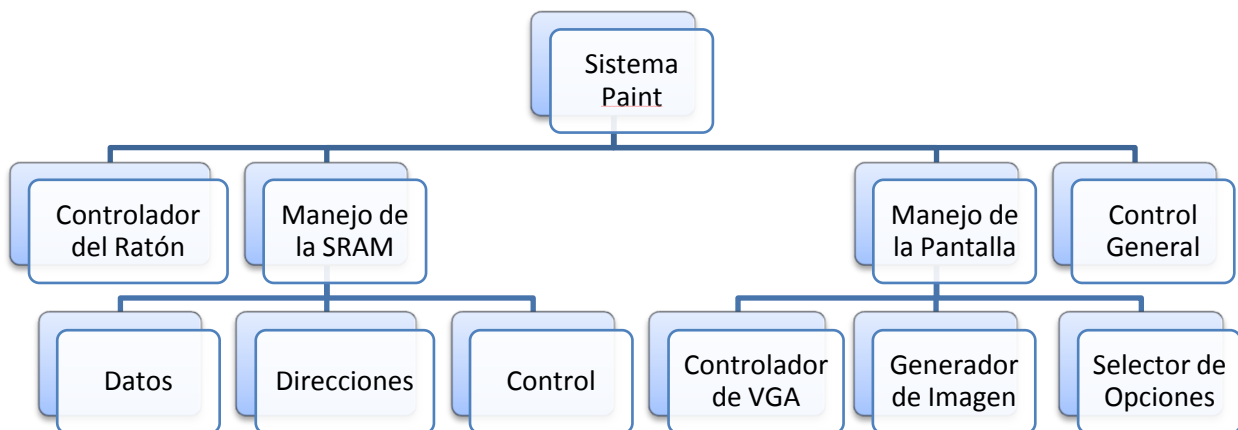 Sistema
Paint
Controlador
del Ratón
Manejo de
la SRAM
Manejo de
la Pantalla
Control
General
Datos
Direcciones
Control
Controlador
de VGA
Generador
de Imagen
Selector de
Opciones